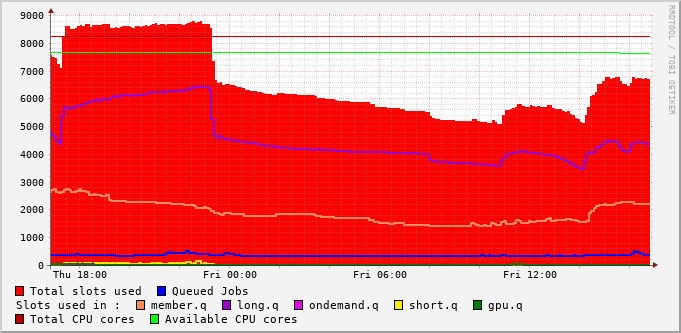 RRDTOOL / TOBI OETIKER
9000
8000
7000
6000
5000
4000
3000
2000
1000
0
Thu 18:00 Fri 00:00 Fri 06:00 Fri 12:00
Total slots used Queued Jobs
Slots used in : member.q long.q ondemand.q short.q gpu.q
Total CPU cores Available CPU cores